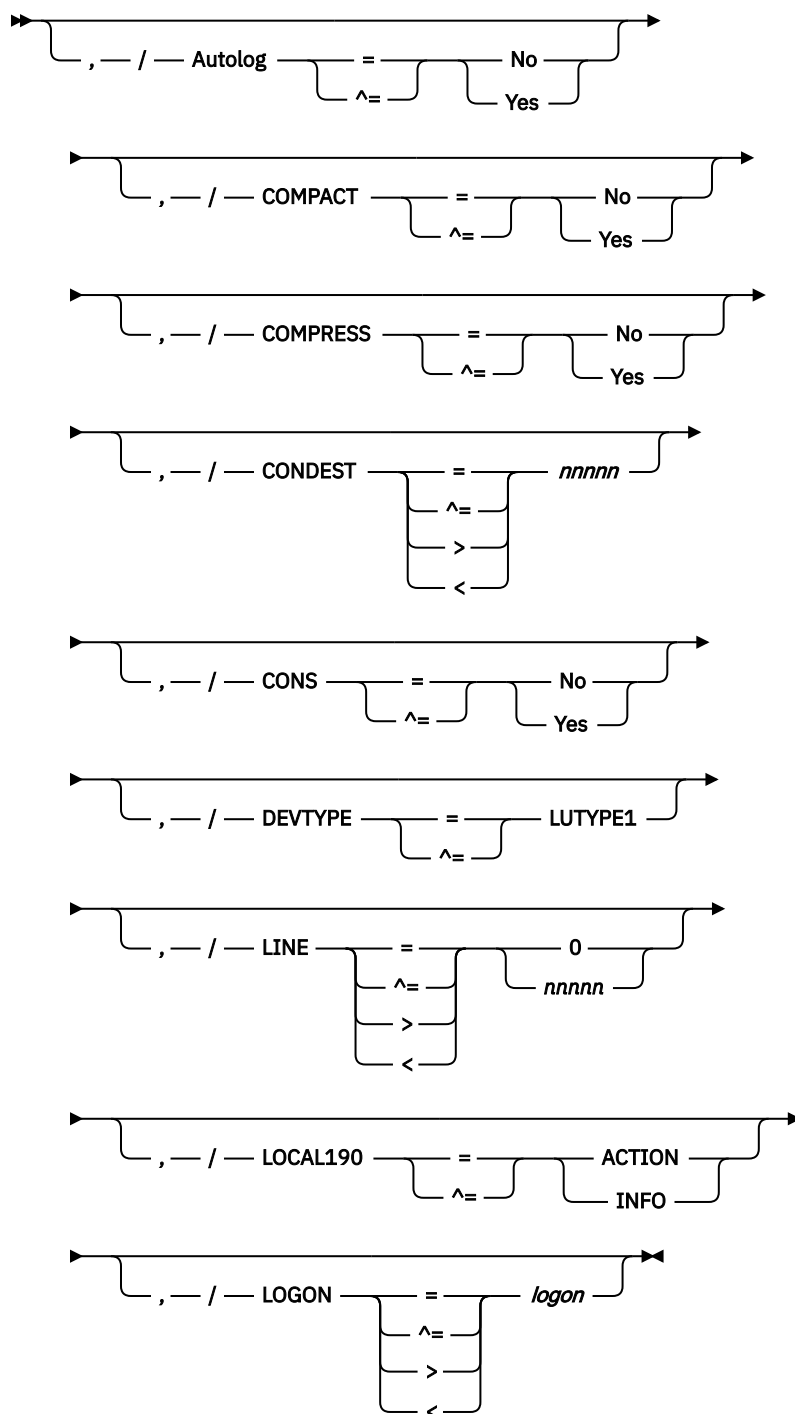 , / Autolog = No
^= Yes
, / COMPACT = No
^= Yes
, / COMPRESS = No
^= Yes
, / CONDEST = nnnnn
^=
>
<
, / CONS = No
^= Yes
, / DEVTYPE = LUTYPE1
^=
, / LINE = 0
^= nnnnn
>
<
, / LOCAL190 = ACTION
^= INFO
, / LOGON = logon
^=
>
<